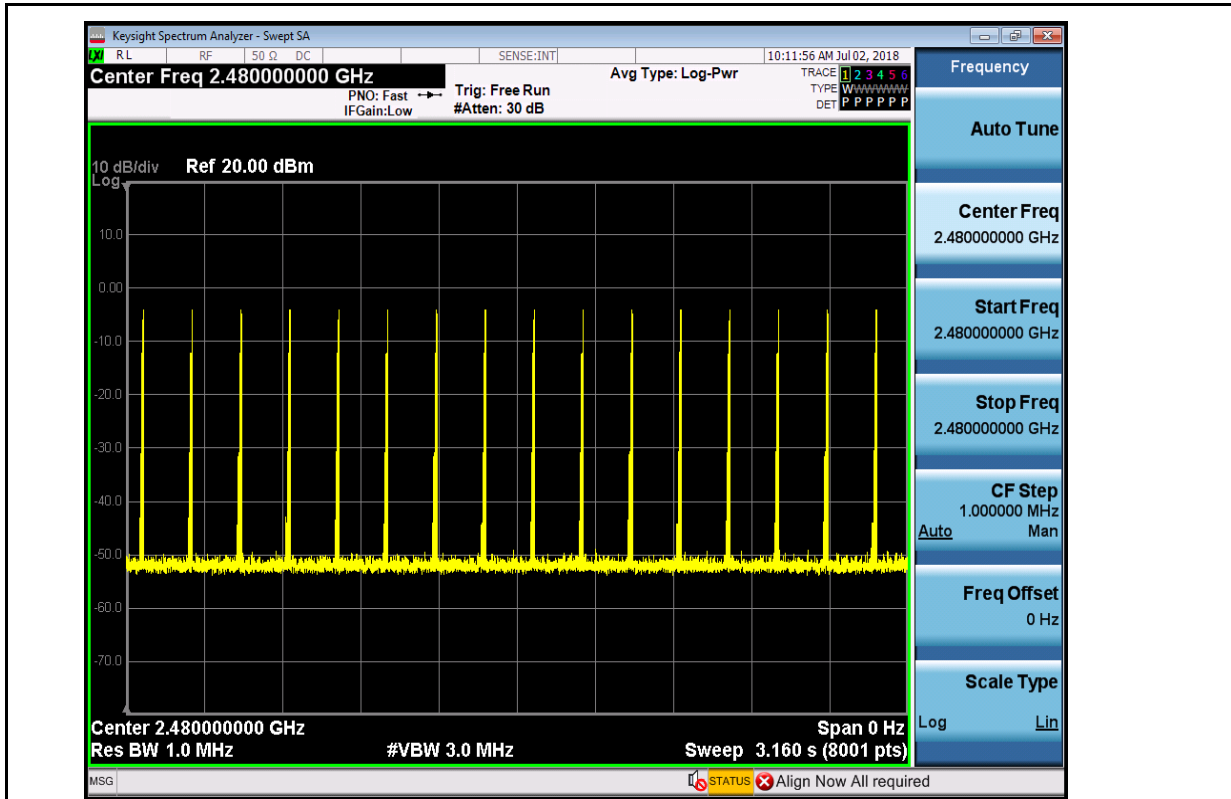 Keysight Spectrum Analyzer - Swept SA
LXI RL RF 50 Ω DC SENSE:INT 10:11:56 AM Jul 02, 2018
Center Freq 2.480000000 GHz
PNO: Fast
IFGain:Low
Trig: Free Run
#Atten: 30 dB
Avg Type: Log-Pwr
TRACE 1 2 3 4 5 6
TYPE WWWWWW
DET P P P P P P
10 dB/div Ref 20.00 dBm
Log
10.0
0.00
-10.0
-20.0
-30.0
-40.0
-50.0
-60.0
-70.0
Center 2.480000000 GHz Span 0 Hz
Res BW 1.0 MHz #VBW 3.0 MHz Sweep 3.160 s (8001 pts)
Frequency
Auto Tune
Center Freq
2.480000000 GHz
Start Freq
2.480000000 GHz
Stop Freq
2.480000000 GHz
CF Step
1.000000 MHz
Auto Man
Freq Offset
0 Hz
Scale Type
Log Lin
MSG STATUS Align Now All required